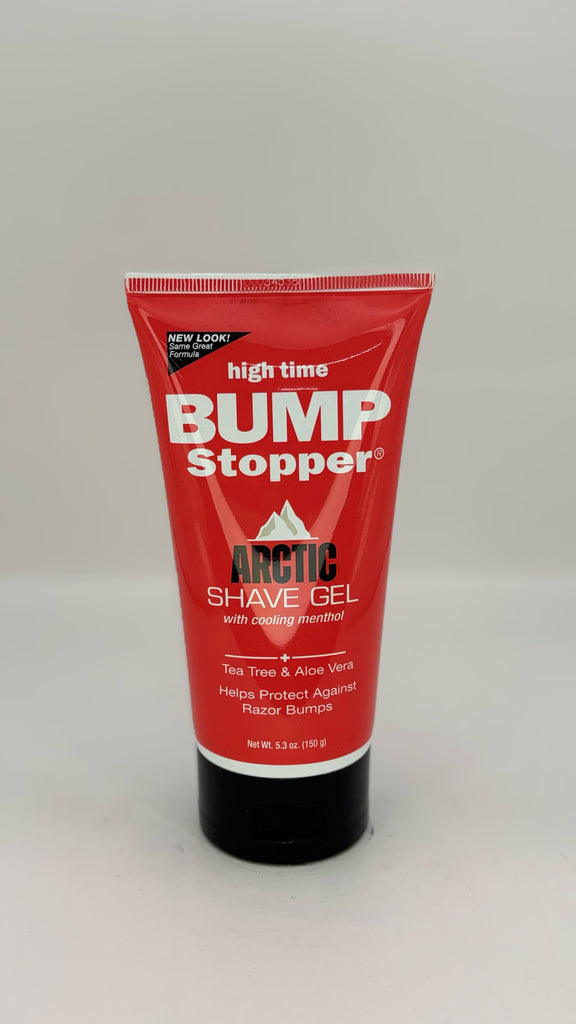 NEW LOOK!
Same Great
Formula
high time
BUMP
Stopper®
ARCTIC
SHAVE GEL
with cooling menthol
Tea Tree & Aloe Vera
Helps Protect Against
Razor Bumps
Net Wt. 5.3 oz. (150 g)